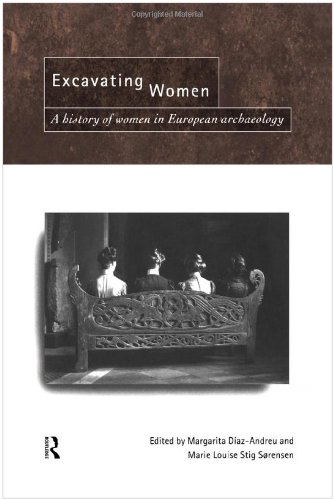 Excavating Women
A history of women in European archaeology
Edited by Margarita Díaz-Andreu and
Marie Louise Stig Sørensen
ROUTLEDGE